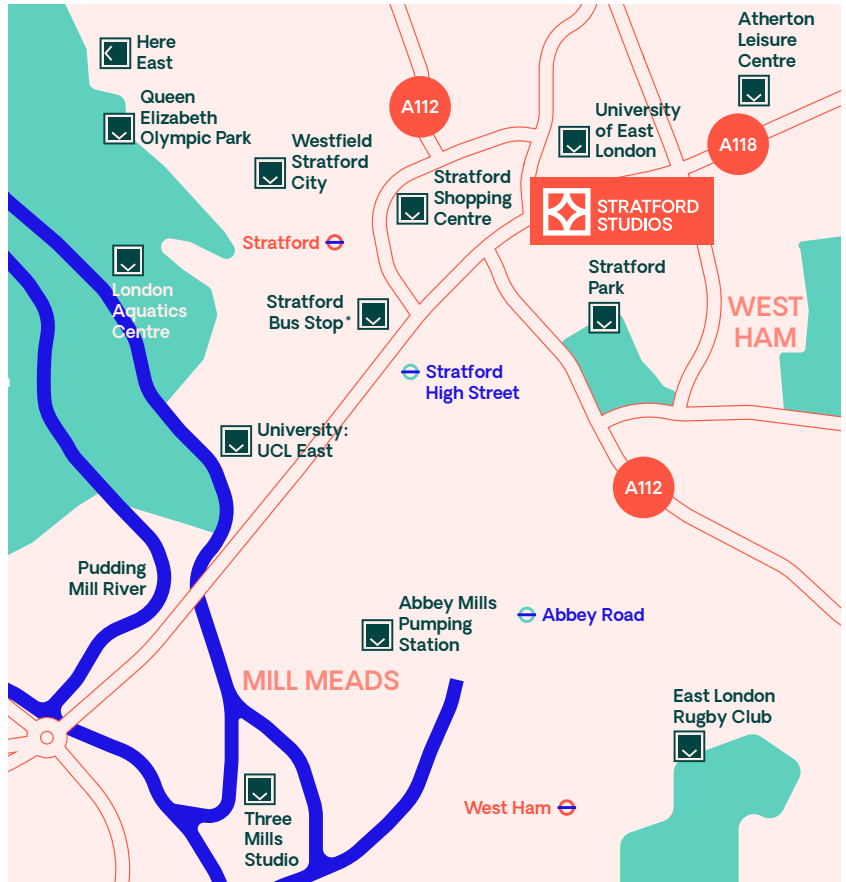 Here
East
Queen
Elizabeth
Olympic Park
Westfield
Stratford
City
A112
Stratford
Shopping
Centre
University
of East
London
Atherton
Leisure
Centre
A118
STRATFORD
STUDIOS
Stratford
London
Aquatics
Centre
Stratford
Bus Stop*
Stratford
Park
WEST
HAM
Stratford
High Street
University:
UCL East
A112
Pudding
Mill River
Abbey Mills
Pumping
Station
Abbey Road
MILL MEADS
East London
Rugby Club
Three
Mills
Studio
West Ham